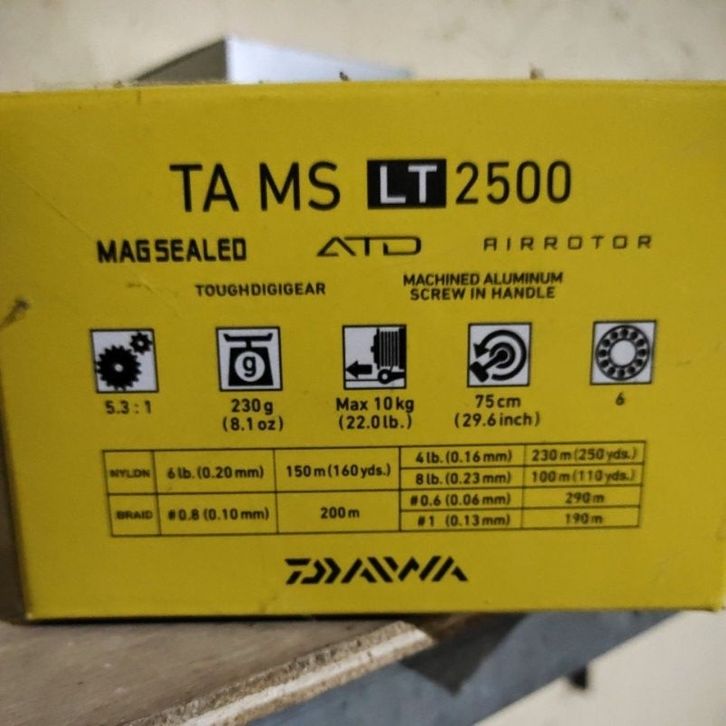 TA MS LT 2500
MAGSEALED ATD AIRROTOR
TOUGHDIGIGEAR MACHINED ALUMINUM
SCREW IN HANDLE
g
5.3 : 1 230g Max 10kg 75cm 6
(8.1oz) (22.0lb.) (29.6inch)
NYLON 6lb.(0.20mm) 150m(160yds.) 4lb.(0.16mm) 230m(250yds.)
8lb.(0.23mm) 100m(110yds.)
BRAID #0.8(0.10mm) 200m #0.6(0.06mm) 290m
#1 (0.13mm) 190m
DAIWA